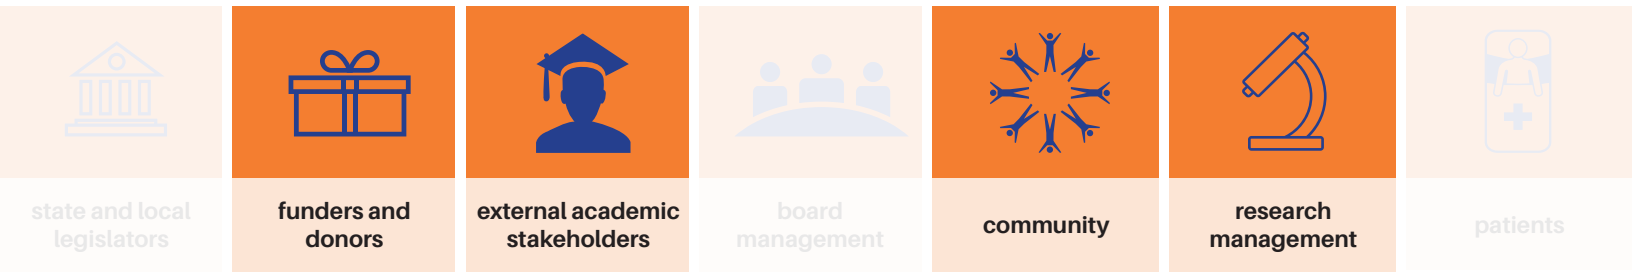 state and local
legislators
funders and
donors
external academic
stakeholders
board
management
community
research
management
patients